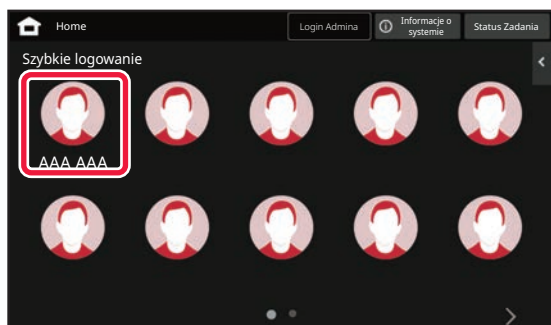 Home
Login Admina
Informacje o
systemie
Status Zadania
Szybkie logowanie
AAA AAA